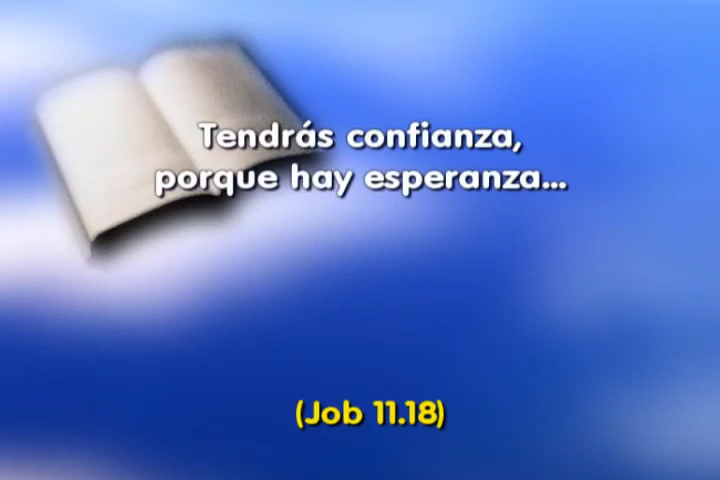 Tendrás confianza,
porque hay esperanza...
(Job 11.18)